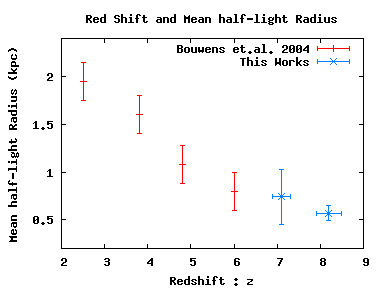 Red Shift and Mean half-light Radius
Bouwens et.al. 2004
This Works
Mean half-light Radius (kpc)
2
1.5
1
0.5
2 3 4 5 6 7 8 9
Redshift : z